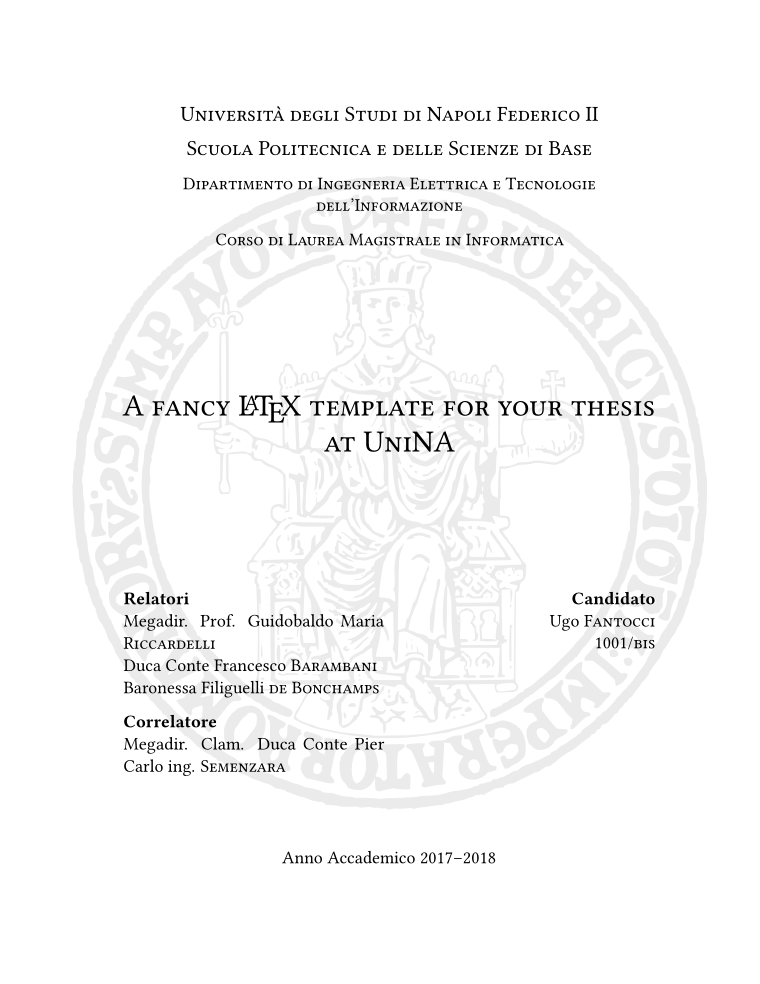 Università degli Studi di Napoli Federico II
Scuola Politecnica e delle Scienze di Base
Dipartimento di Ingegneria Elettrica e Tecnologie
dell'Informazione
Corso di Laurea Magistrale in Informatica
A fancy LaTeX template for your thesis
at UniNA
Relatori
Megadir. Prof. Guidobaldo Maria
Riccardelli
Duca Conte Francesco Barambani
Baronessa Filiguelli de Bonchamps
Correlatore
Megadir. Clam. Duca Conte Pier
Carlo ing. Semenzara
Candidato
Ugo Fantocci
1001/bis
Anno Accademico 2017–2018